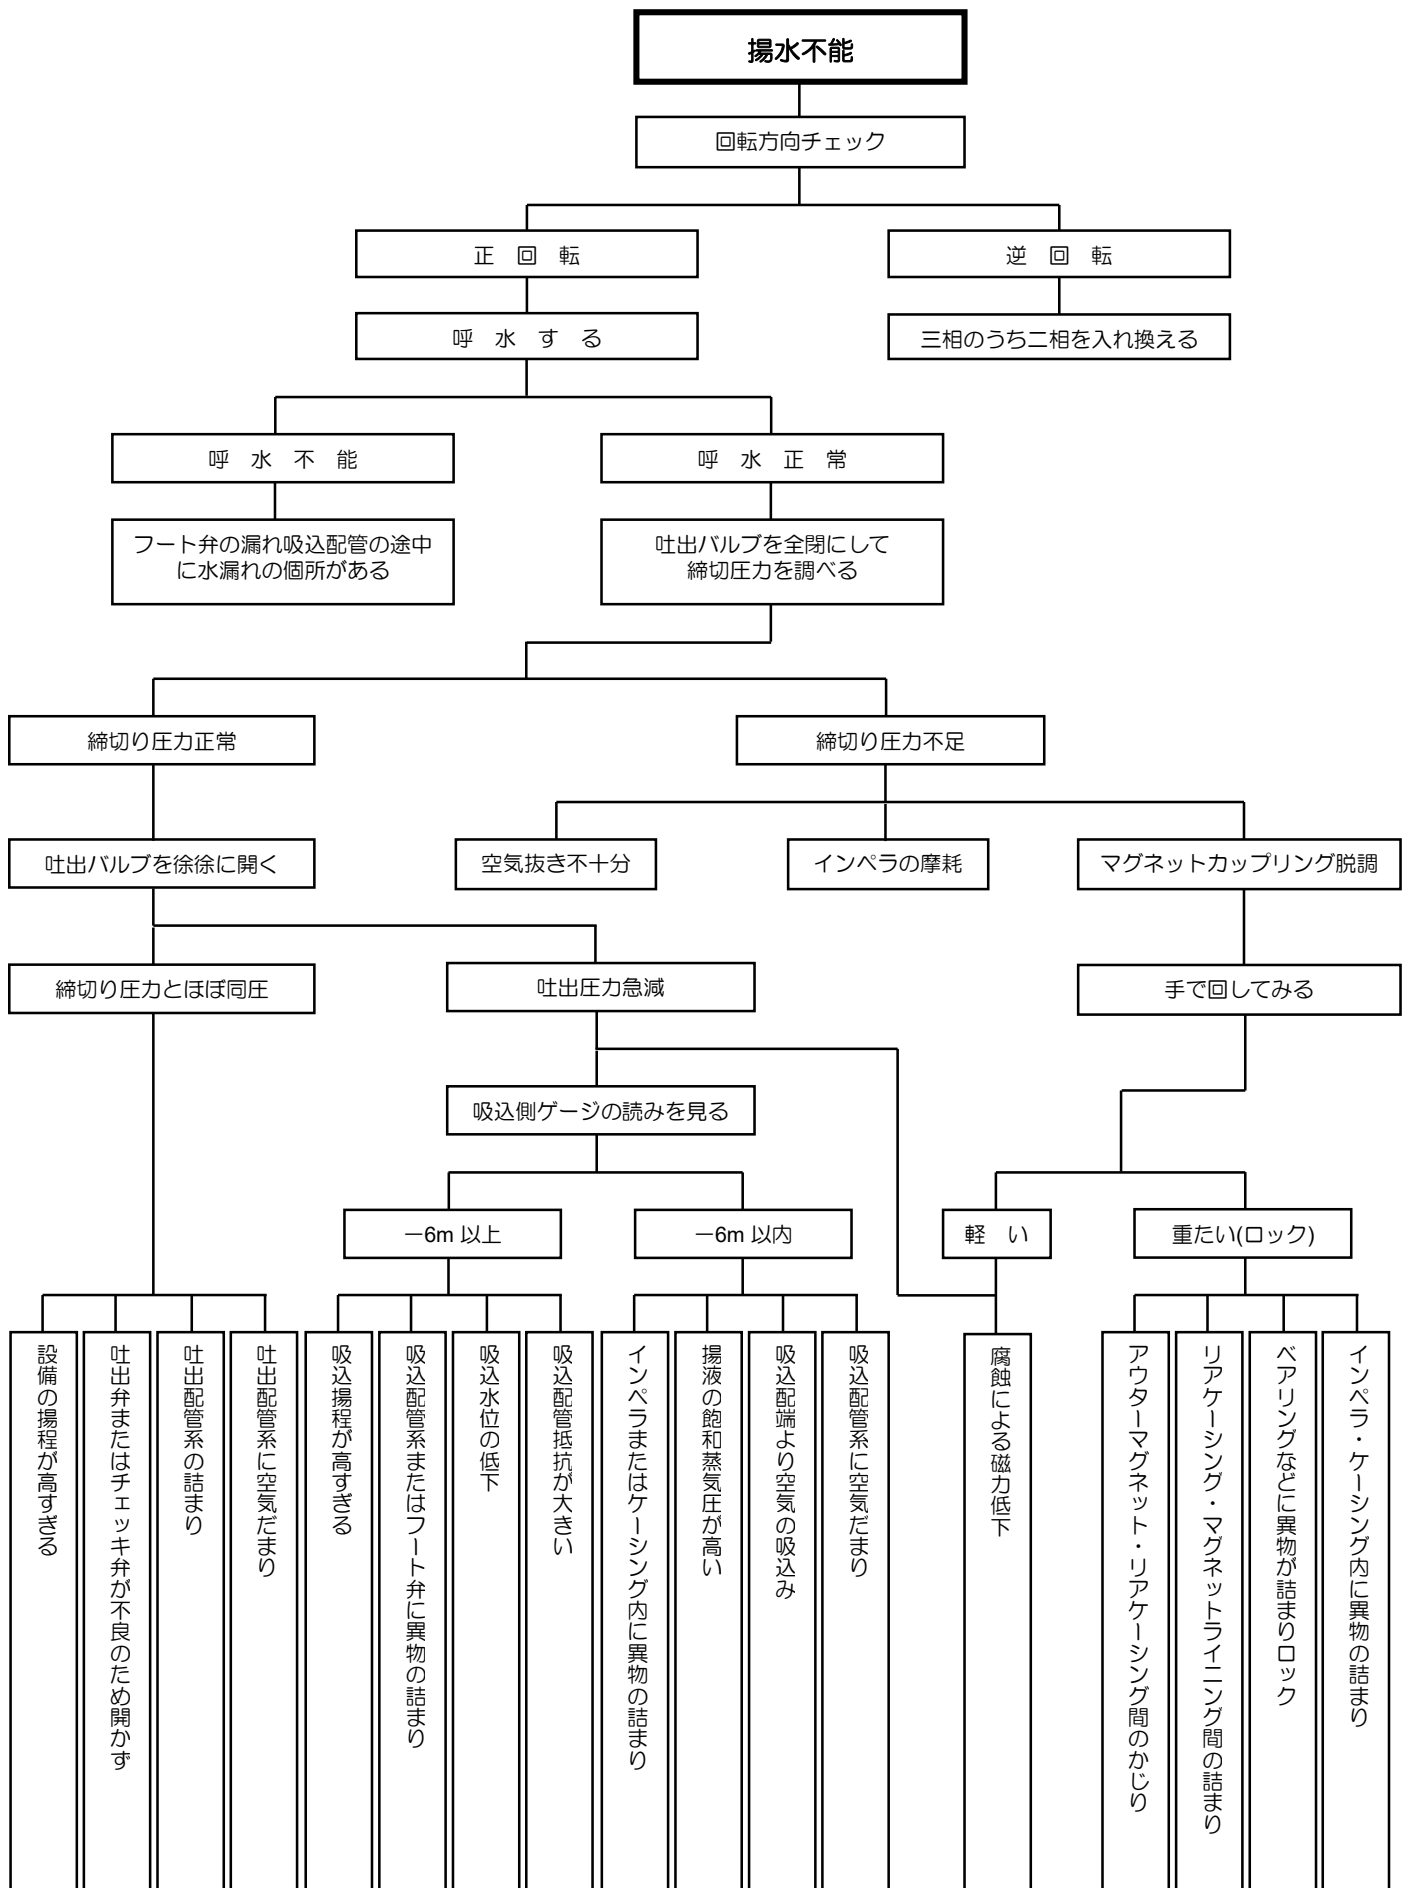 揚水不能
回転方向チェック
正 回 転
逆 回 転
呼 水 す る
三相のうち二相を入れ換える
呼 水 不 能
呼 水 正 常
フート弁の漏れ吸込配管の途中
に水漏れの個所がある
吐出バルブを全閉にして
締切圧力を調べる
締切り圧力正常
締切り圧力不足
吐出バルブを徐徐に開く
空気抜き不十分
インペラの摩耗
マグネットカップリング脱調
締切り圧力とほぼ同圧
吐出圧力急減
手で回してみる
吸込側ゲージの読みを見る
－6m 以上
－6m 以内
軽 い
重たい(ロック)
設備の揚程が高すぎる
吐出弁またはチェッキ弁が不良のため開かず
吐出配管系の詰まり
吐出配管系に空気だまり
吸込揚程が高すぎる
吸込配管系またはフート弁に異物の詰まり
吸込水位の低下
吸込配管抵抗が大きい
インペラまたはケーシング内に異物の詰まり
揚液の飽和蒸気圧が高い
吸込配端より空気の吸込み
吸込配管系に空気だまり
腐蝕による磁力低下
アウターマグネット・リアケーシング間のかじり
リアケーシング・マグネットライニング間の詰まり
ベアリングなどに異物が詰まりロック
インペラ・ケーシング内に異物の詰まり